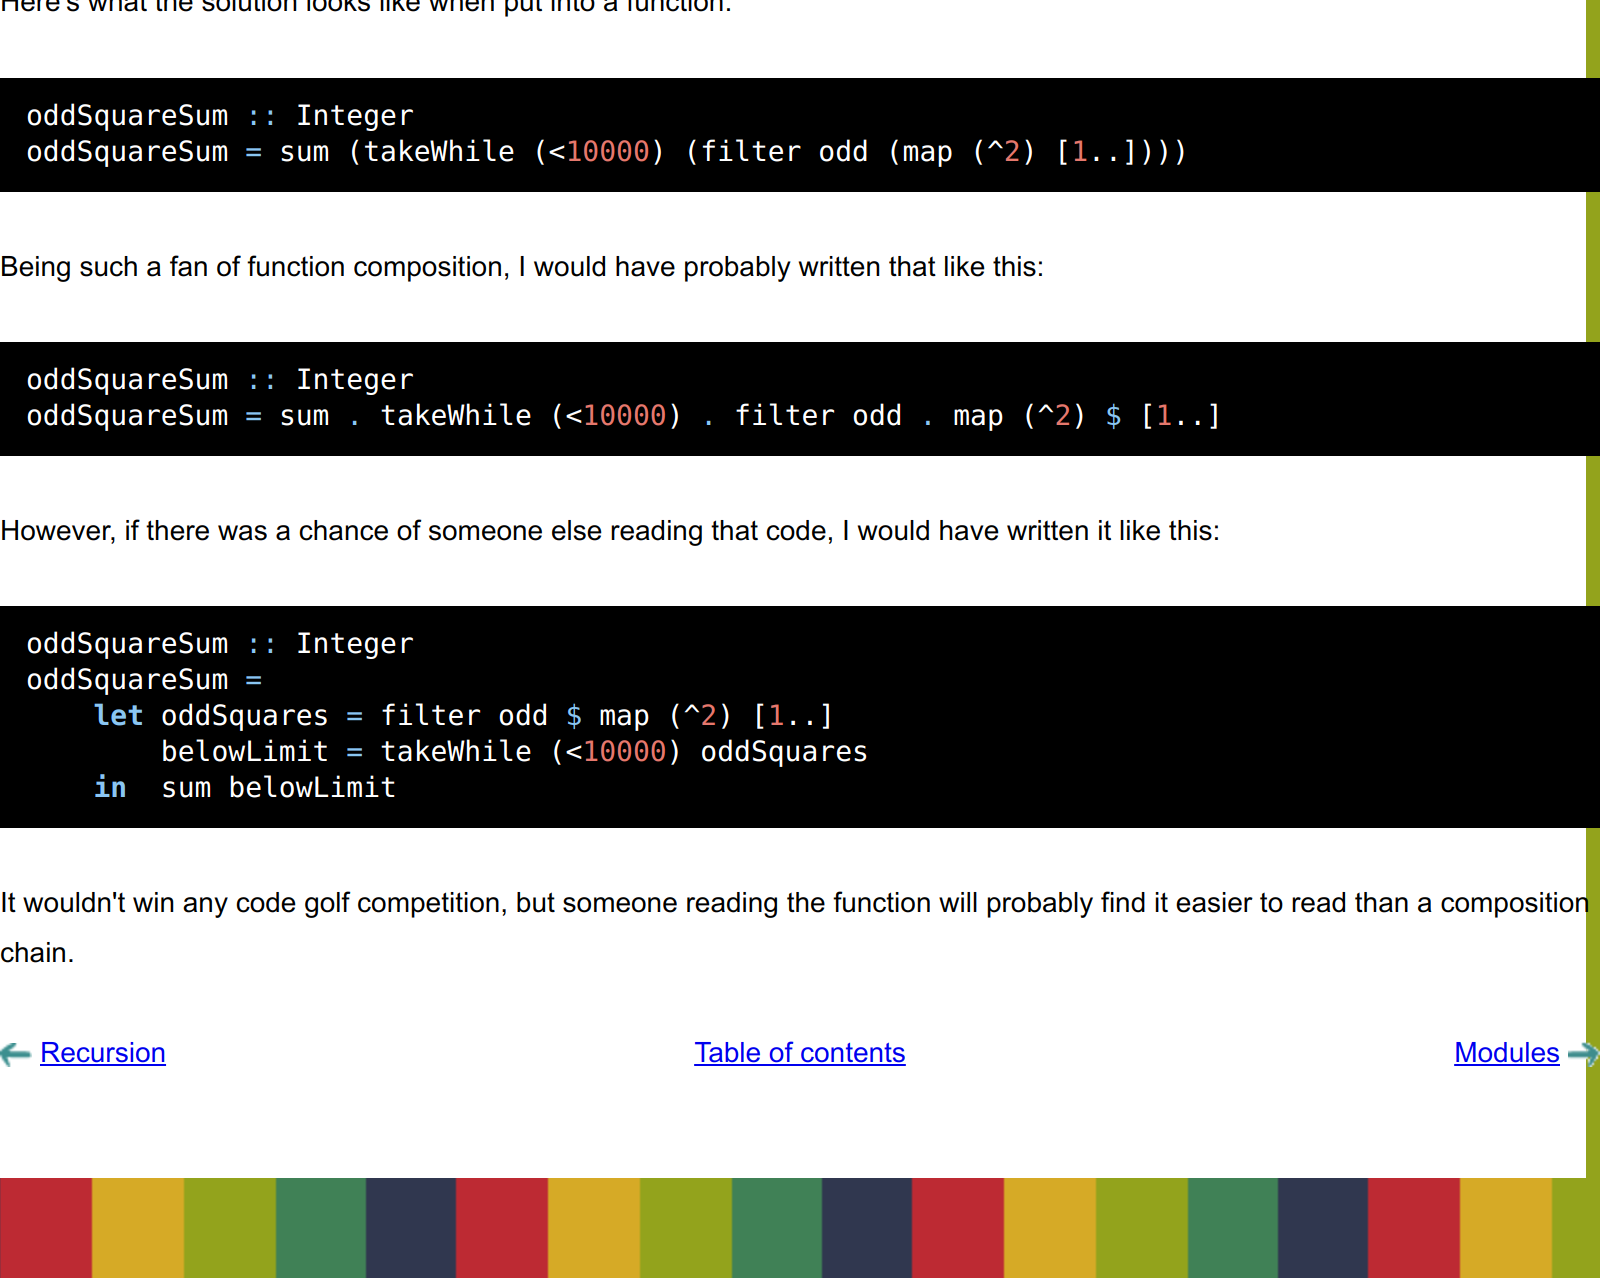 Here's what the solution looks like when put into a function.
oddSquareSum :: Integer
oddSquareSum = sum (takeWhile (<10000) (filter odd (map (^2) [1..])))
Being such a fan of function composition, I would have probably written that like this:
oddSquareSum :: Integer
oddSquareSum = sum . takeWhile (<10000) . filter odd . map (^2) $ [1..]
However, if there was a chance of someone else reading that code, I would have written it like this:
oddSquareSum :: Integer
oddSquareSum =
    let oddSquares = filter odd $ map (^2) [1..]
        belowLimit = takeWhile (<10000) oddSquares
    in  sum belowLimit
It wouldn't win any code golf competition, but someone reading the function will probably find it easier to read than a composition
chain.
Recursion Table of contents Modules